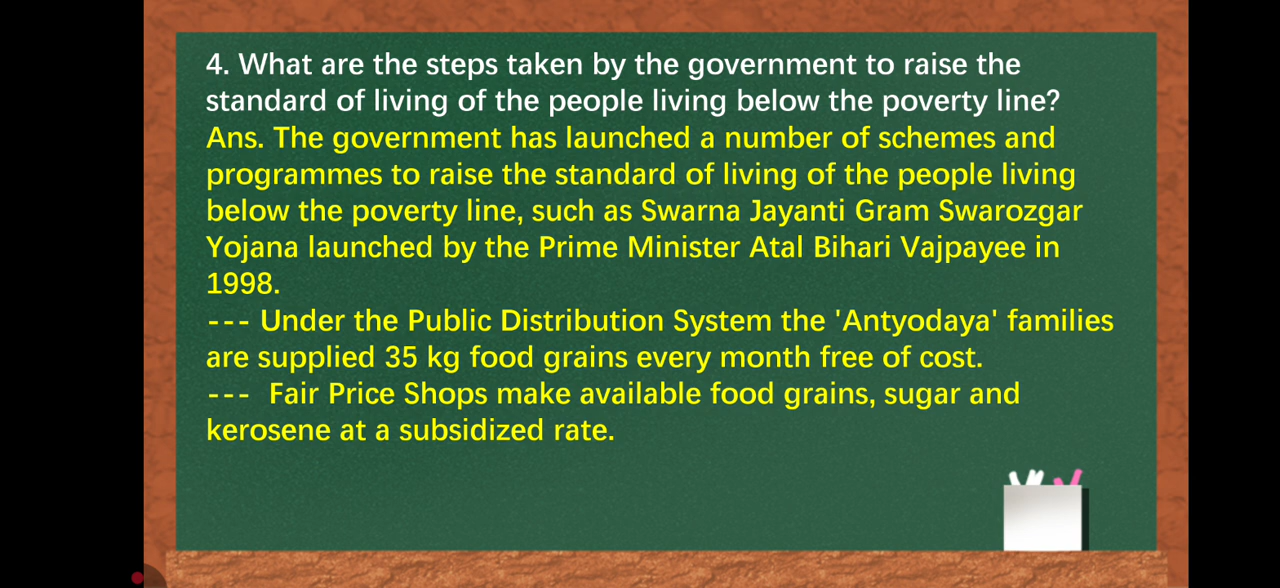 4. What are the steps taken by the government to raise the
standard of living of the people living below the poverty line?
Ans. The government has launched a number of schemes and
programmes to raise the standard of living of the people living
below the poverty line, such as Swarna Jayanti Gram Swarozgar
Yojana launched by the Prime Minister Atal Bihari Vajpayee in
1998.
--- Under the Public Distribution System the 'Antyodaya' families
are supplied 35 kg food grains every month free of cost.
---  Fair Price Shops make available food grains, sugar and
kerosene at a subsidized rate.